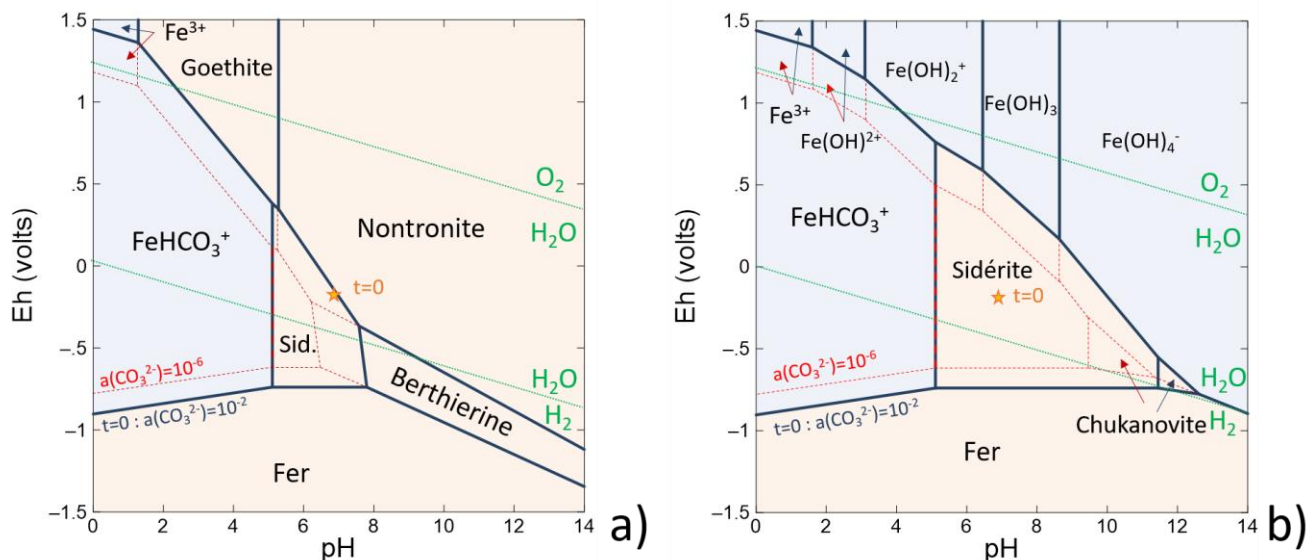 1.5
1
.5
0
−.5
−1
−1.5
Eh (volts)
0
2
4
6
8
10
12
14
pH
Fe³⁺
Goethite
O₂
H₂O
Nontronite
FeHCO₃⁺
t=0
Sid.
a(CO₃²⁻)=10⁻⁶
t=0 : a(CO₃²⁻)=10⁻²
Berthierine
H₂O
H₂
Fer
a)
1.5
1
.5
0
−.5
−1
−1.5
Eh (volts)
0
2
4
6
8
10
12
14
pH
Fe³⁺
Fe(OH)²⁺
Fe(OH)₂⁺
Fe(OH)₃
Fe(OH)₄⁻
O₂
H₂O
FeHCO₃⁺
Sidérite
t=0
a(CO₃²⁻)=10⁻⁶
t=0 : a(CO₃²⁻)=10⁻²
H₂O
H₂
Chukanovite
Fer
b)